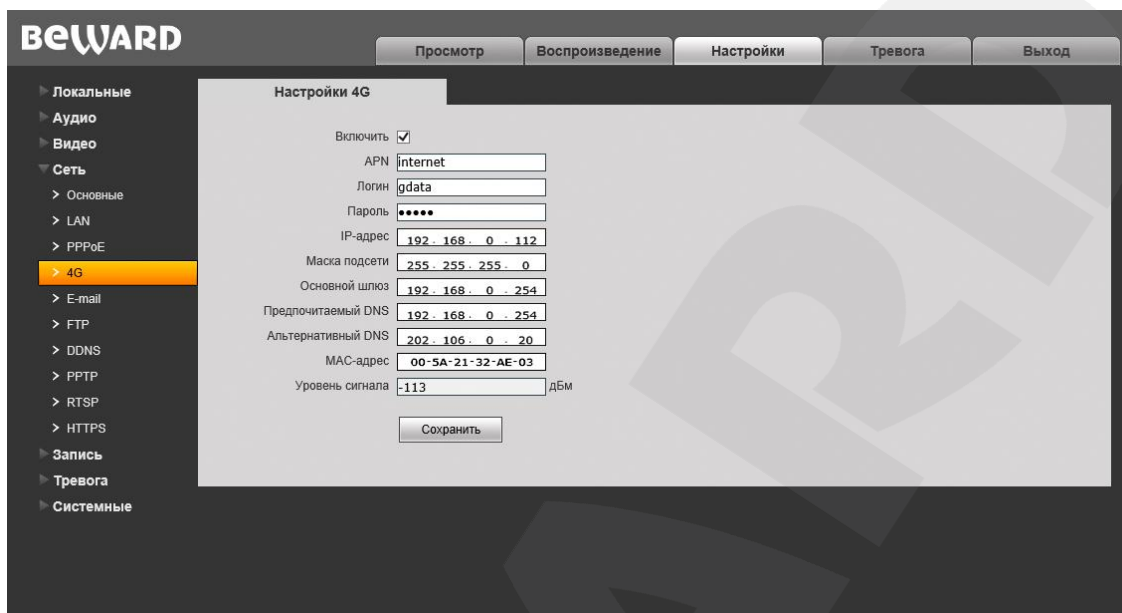 BEWARD
Просмотр Воспроизведение Настройки Тревога Выход
Локальные
Аудио
Видео
Сеть
> Основные
> LAN
> PPPoE
> 4G
> E-mail
> FTP
> DDNS
> PPTP
> RTSP
> HTTPS
Запись
Тревога
Системные
Настройки 4G
Включить
APN internet
Логин gdata
Пароль •••••
IP-адрес 192. 168. 0 . 112
Маска подсети 255. 255. 255. 0
Основной шлюз 192. 168. 0 . 254
Предпочитаемый DNS 192. 168. 0 . 254
Альтернативный DNS 202. 106. 0 . 20
MAC-адрес 00-5A-21-32-AE-03
Уровень сигнала -113 дБм
Сохранить